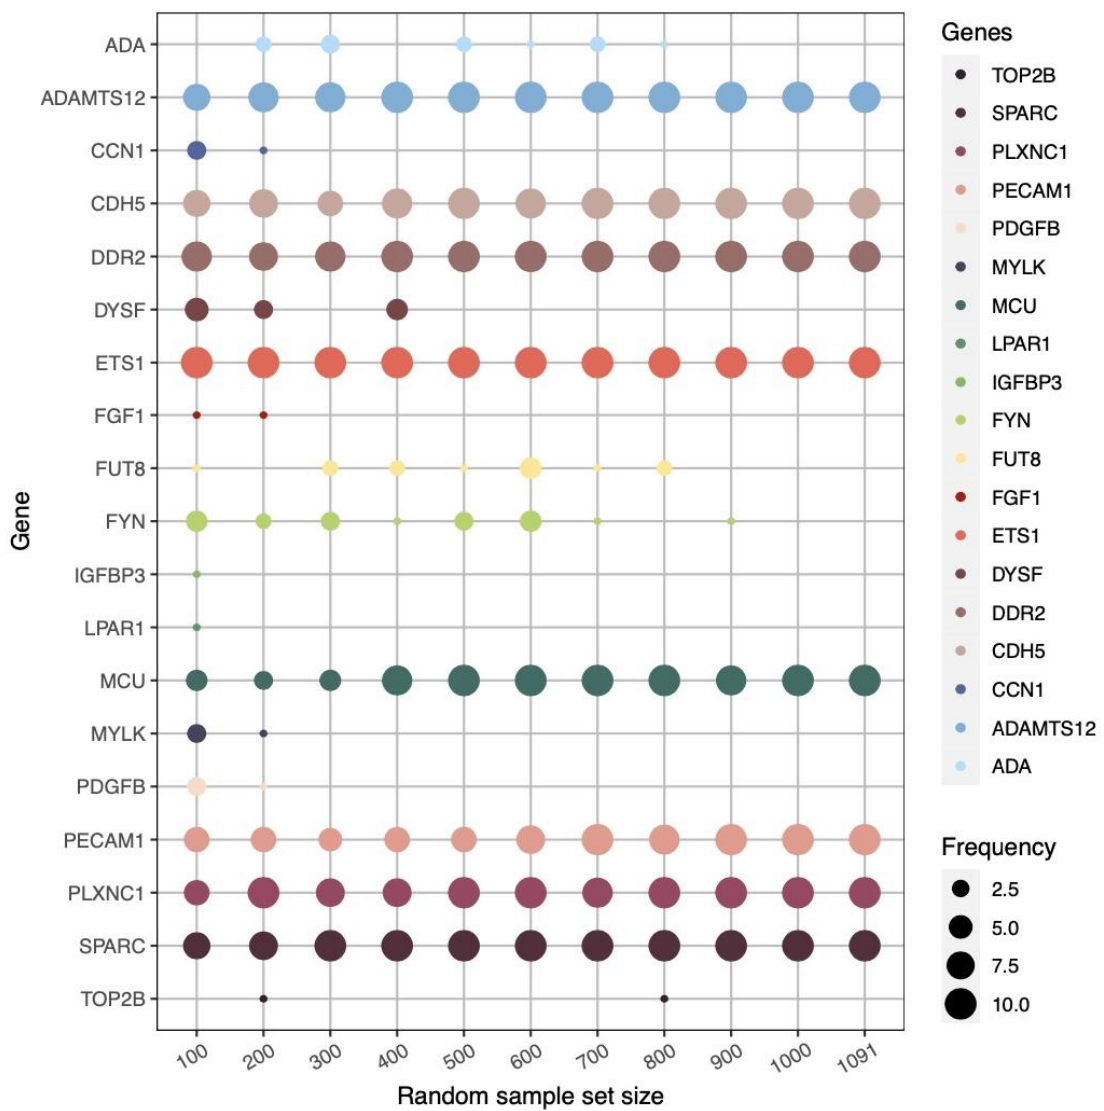 Gene
ADA
ADAMTS12
CCN1
CDH5
DDR2
DYSF
ETS1
FGF1
FUT8
FYN
IGFBP3
LPAR1
MCU
MYLK
PDGFB
PECAM1
PLXNC1
SPARC
TOP2B
100 200 300 400 500 600 700 800 900 1000 1091
Random sample set size
Genes
TOP2B
SPARC
PLXNC1
PECAM1
PDGFB
MYLK
MCU
LPAR1
IGFBP3
FYN
FUT8
FGF1
ETS1
DYSF
DDR2
CDH5
CCN1
ADAMTS12
ADA
Frequency
2.5
5.0
7.5
10.0